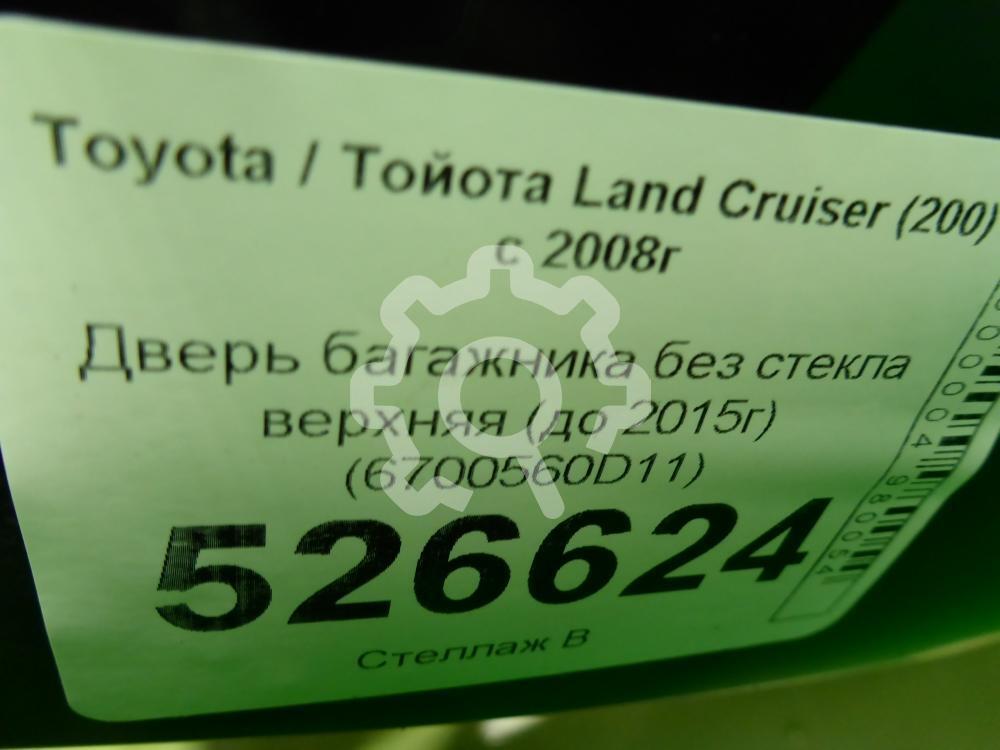 Toyota / Тойота Land Cruiser (200)
с 2008г
Дверь багажника без стекла
верхняя (до 2015г)
(6700560D11)
526624
Стеллаж В